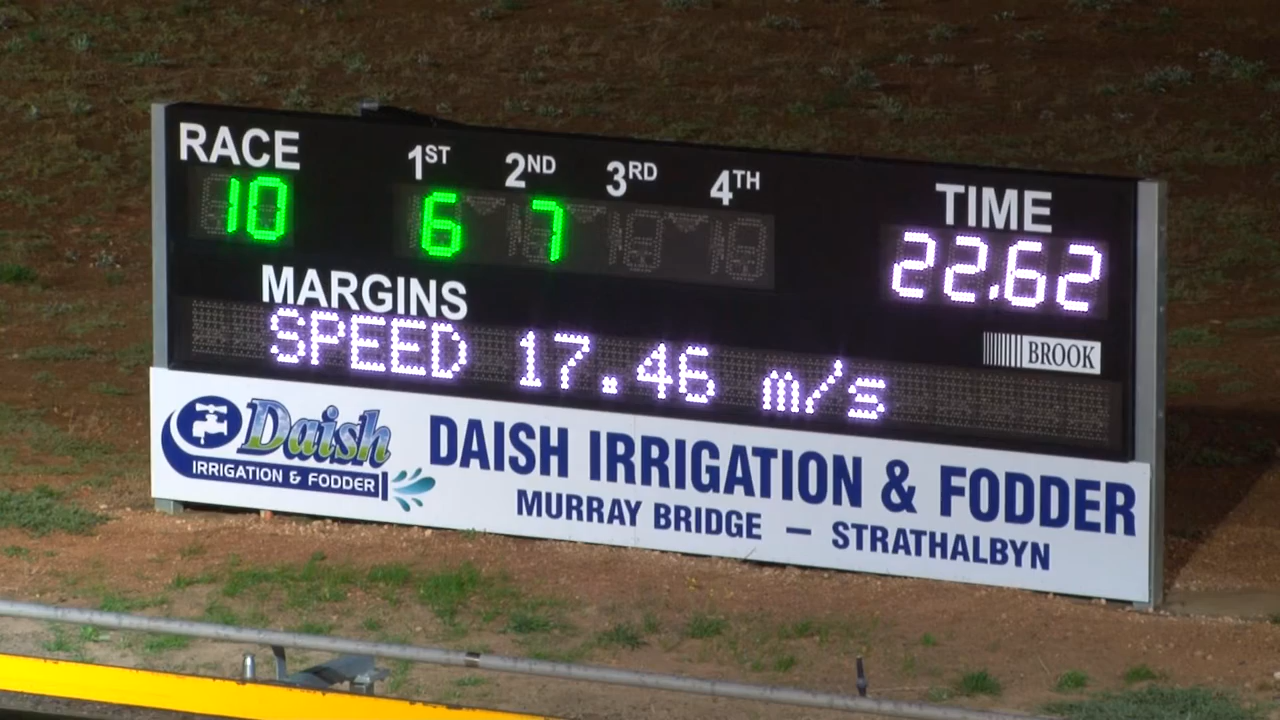 RACE 1ST 2ND 3RD 4TH TIME
10 6 7 22.62
MARGINS
SPEED 17.46 m/s
BROOK
Daish
IRRIGATION & FODDER
DAISH IRRIGATION & FODDER
MURRAY BRIDGE – STRATHALBYN